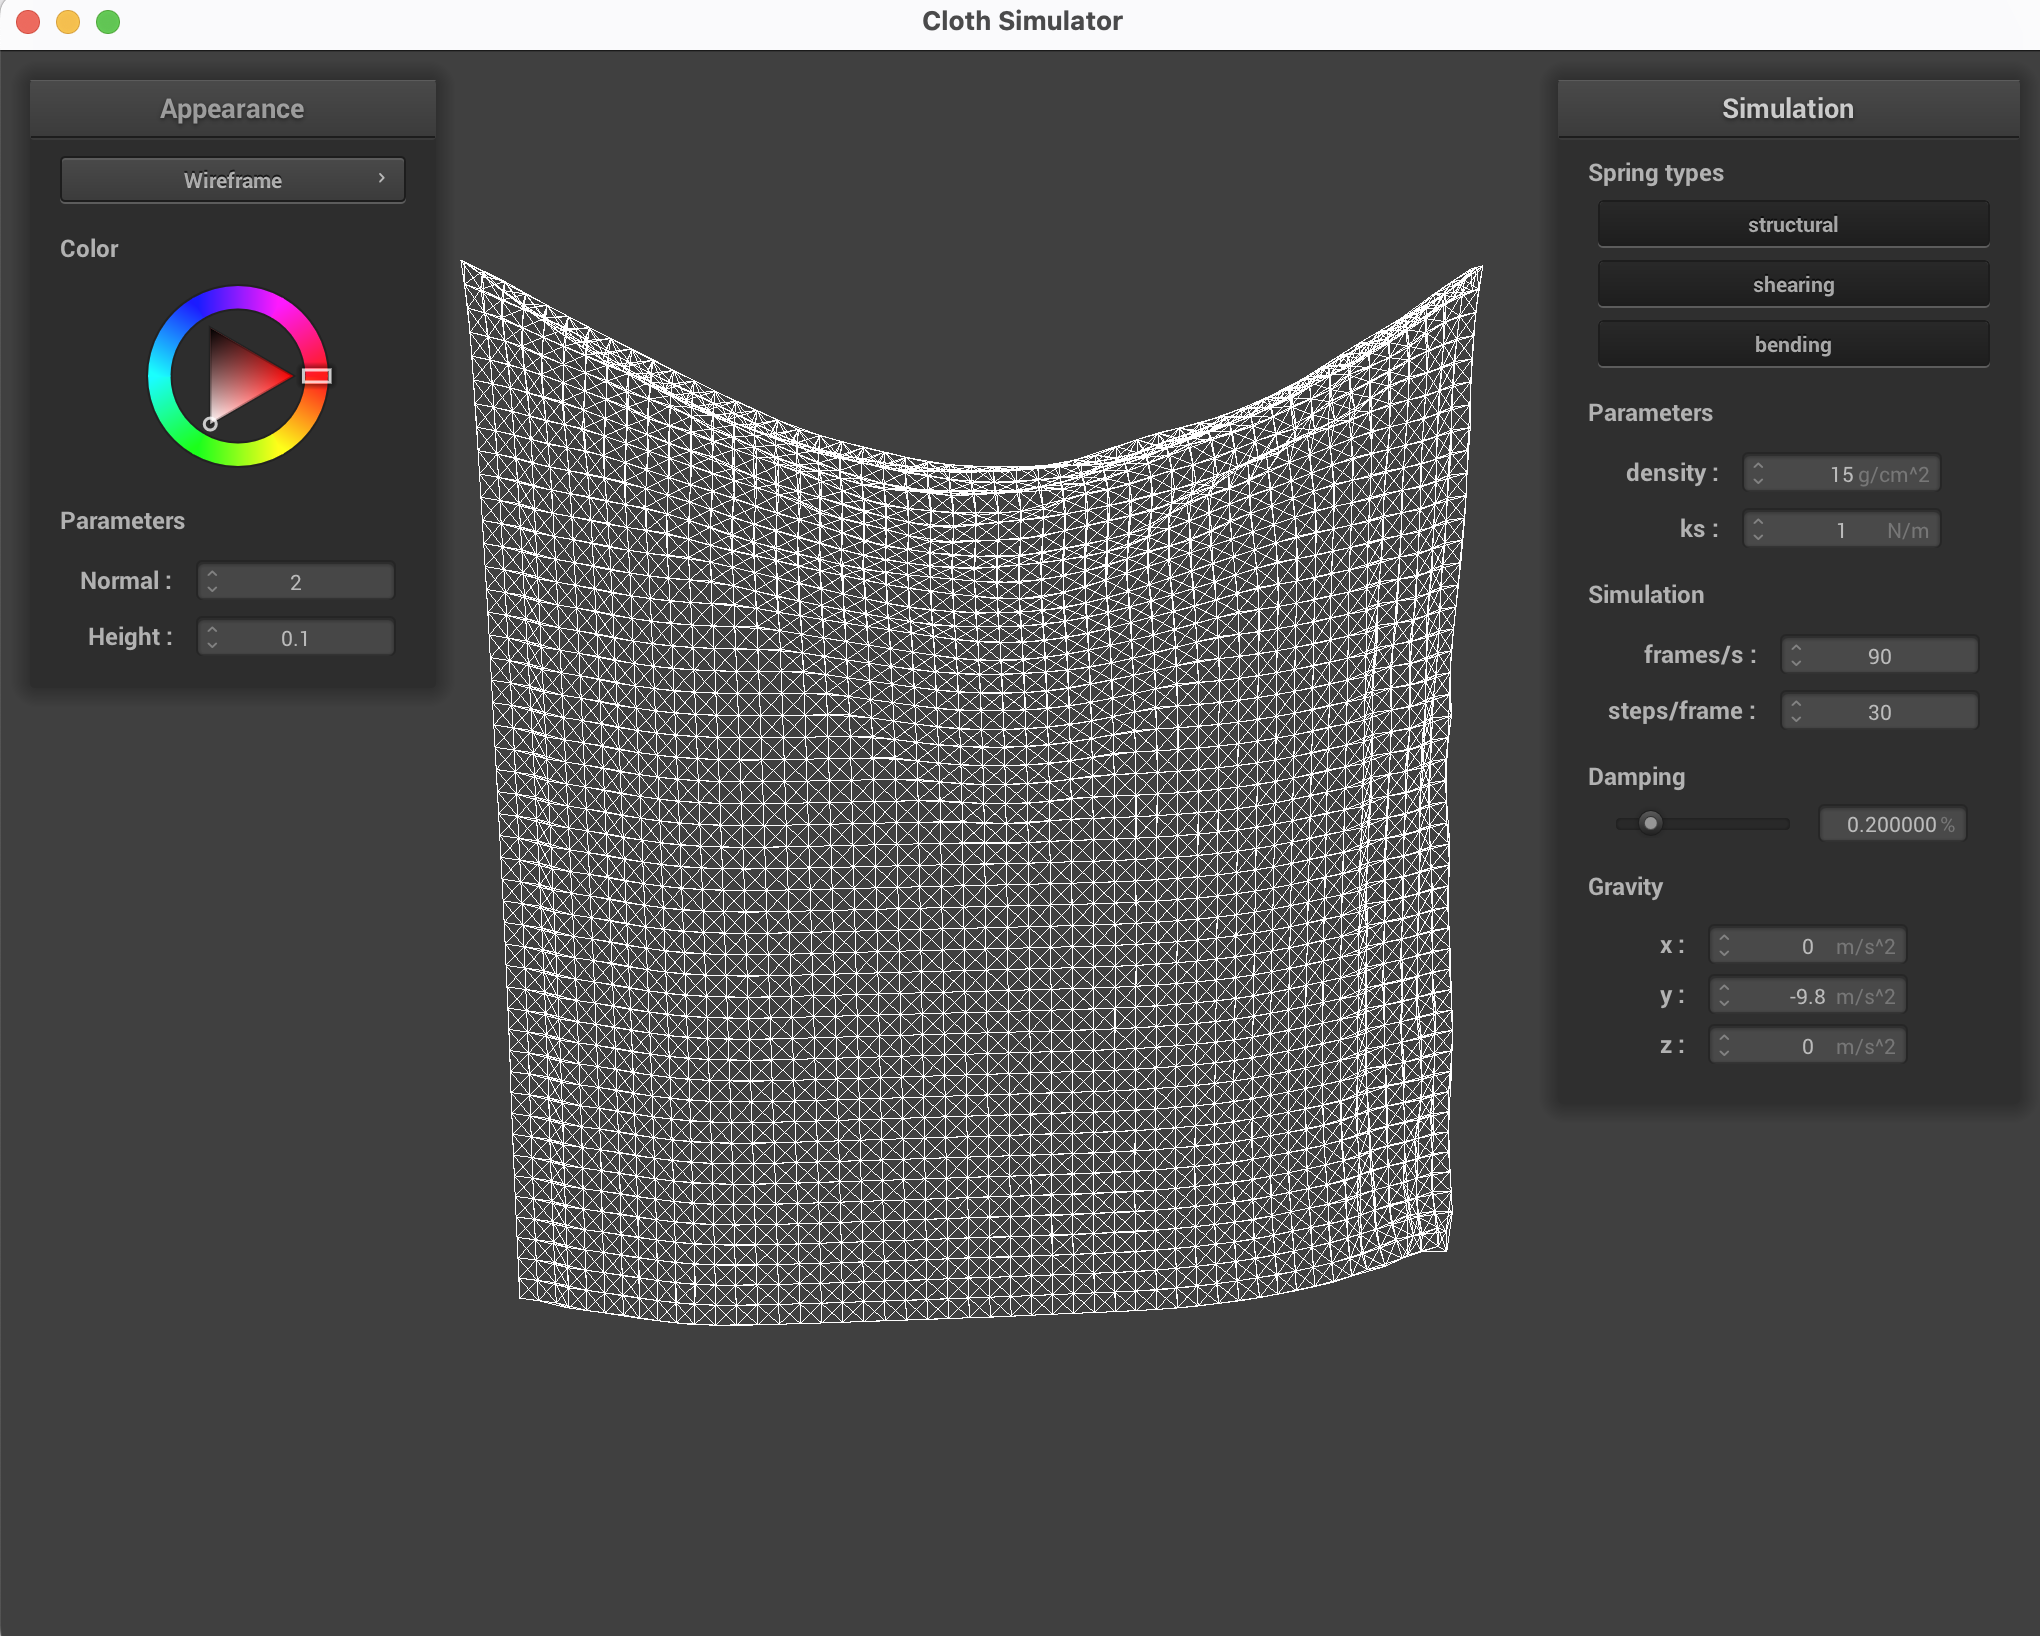 Cloth Simulator
Appearance
Wireframe
Color
Parameters
Normal : 2
Height : 0.1
Simulation
Spring types
structural
shearing
bending
Parameters
density : 15 g/cm^2
ks : 1 N/m
Simulation
frames/s : 90
steps/frame : 30
Damping
0.200000 %
Gravity
x : 0 m/s^2
y : -9.8 m/s^2
z : 0 m/s^2